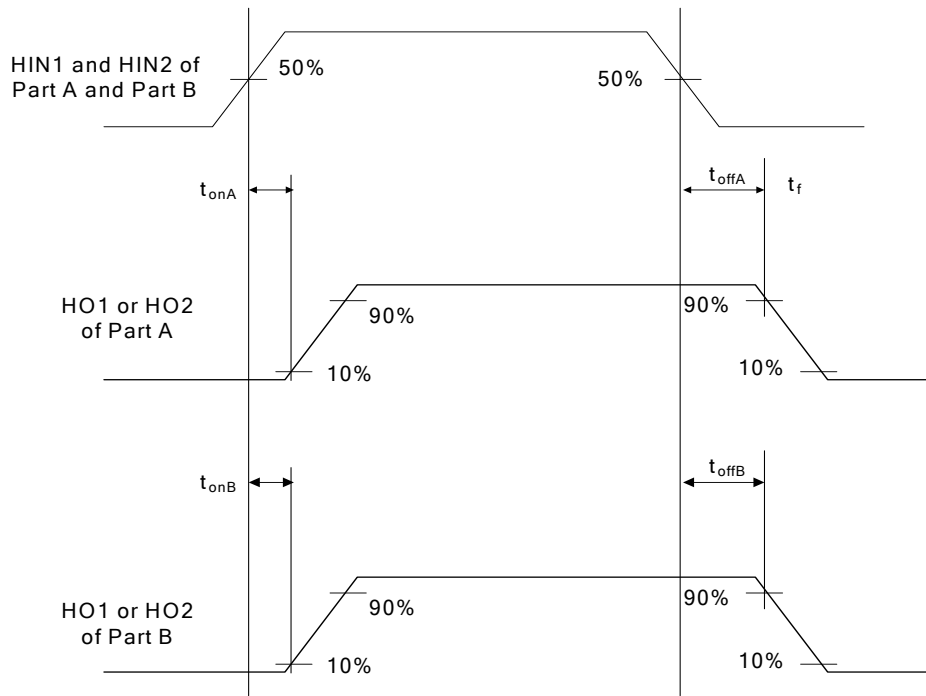 HIN1 and HIN2 of
Part A and Part B
50%
50%
tonA
toffA
tf
HO1 or HO2
of Part A
90%
90%
10%
10%
tonB
toffB
HO1 or HO2
of Part B
90%
90%
10%
10%